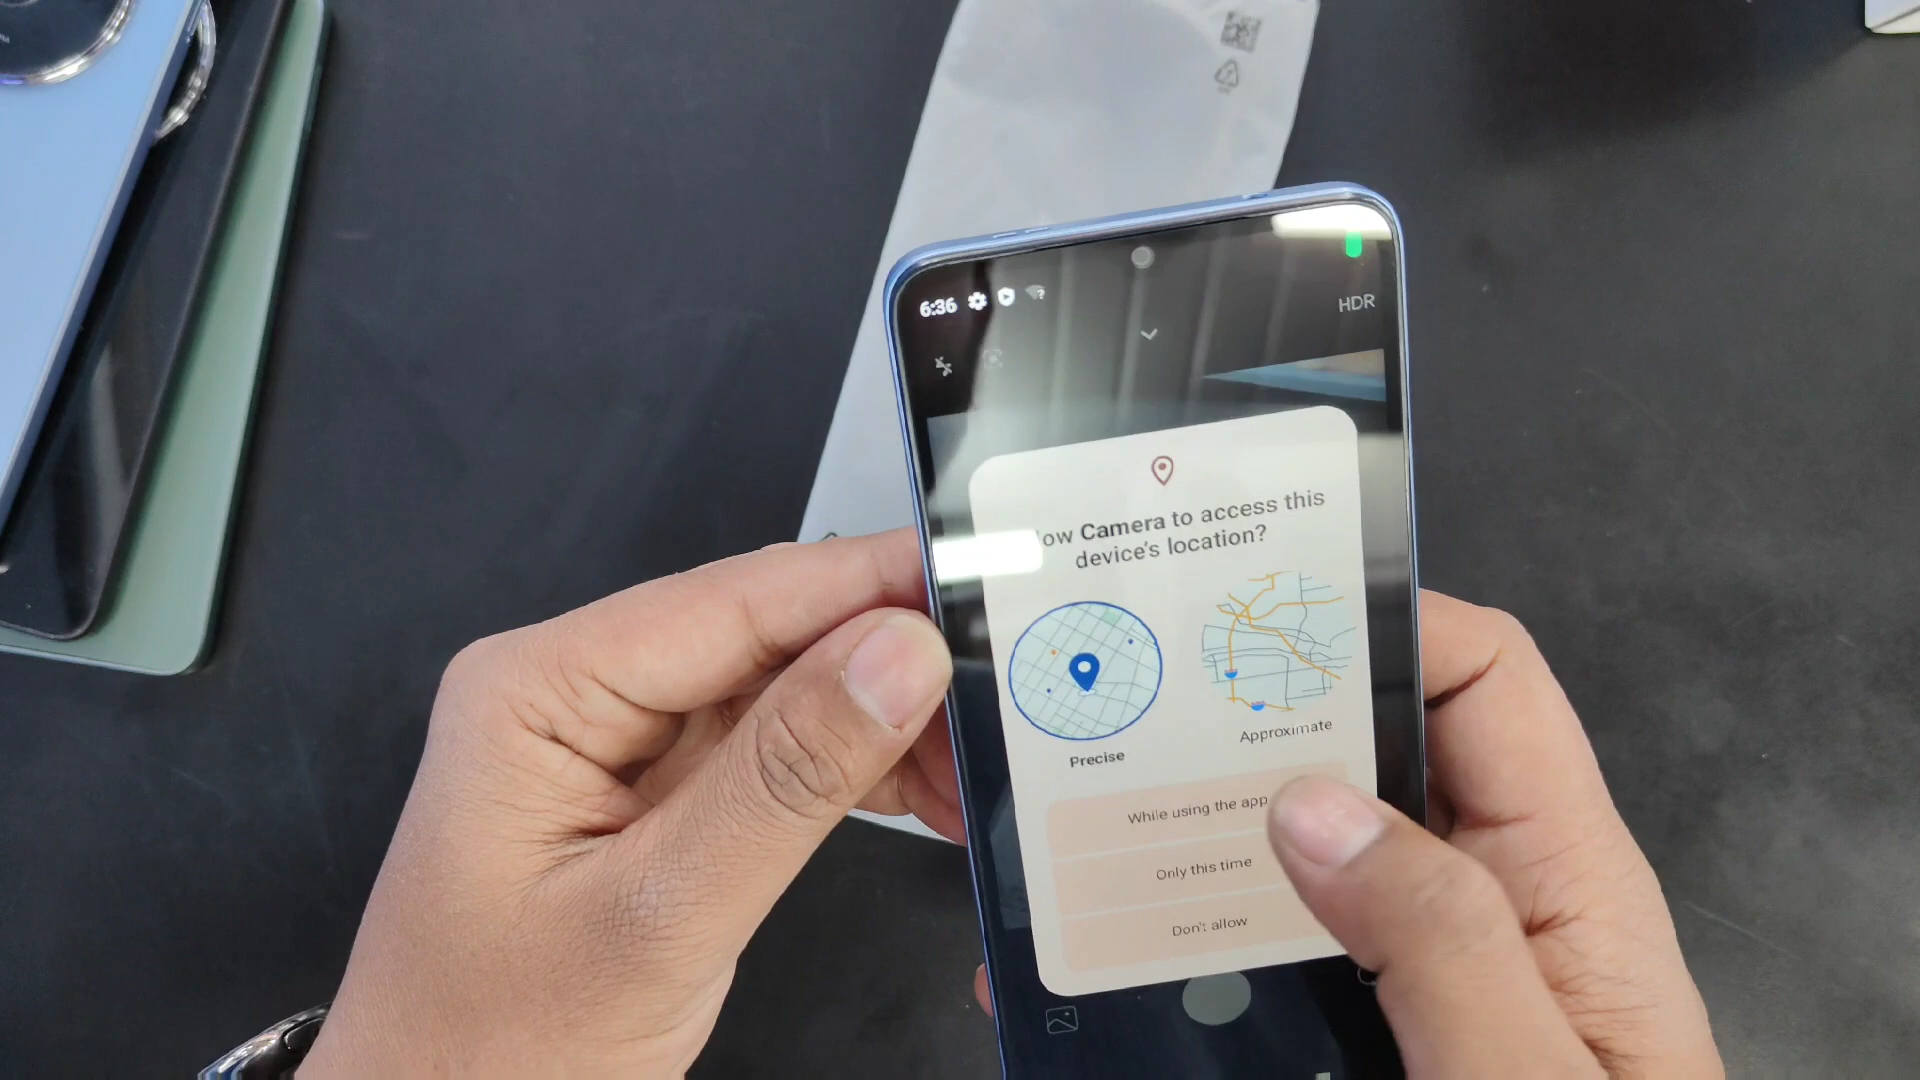 6:36
HDR
Camera to access this
device's location?
Precise
Approximate
While using the app
Only this time
Don't allow